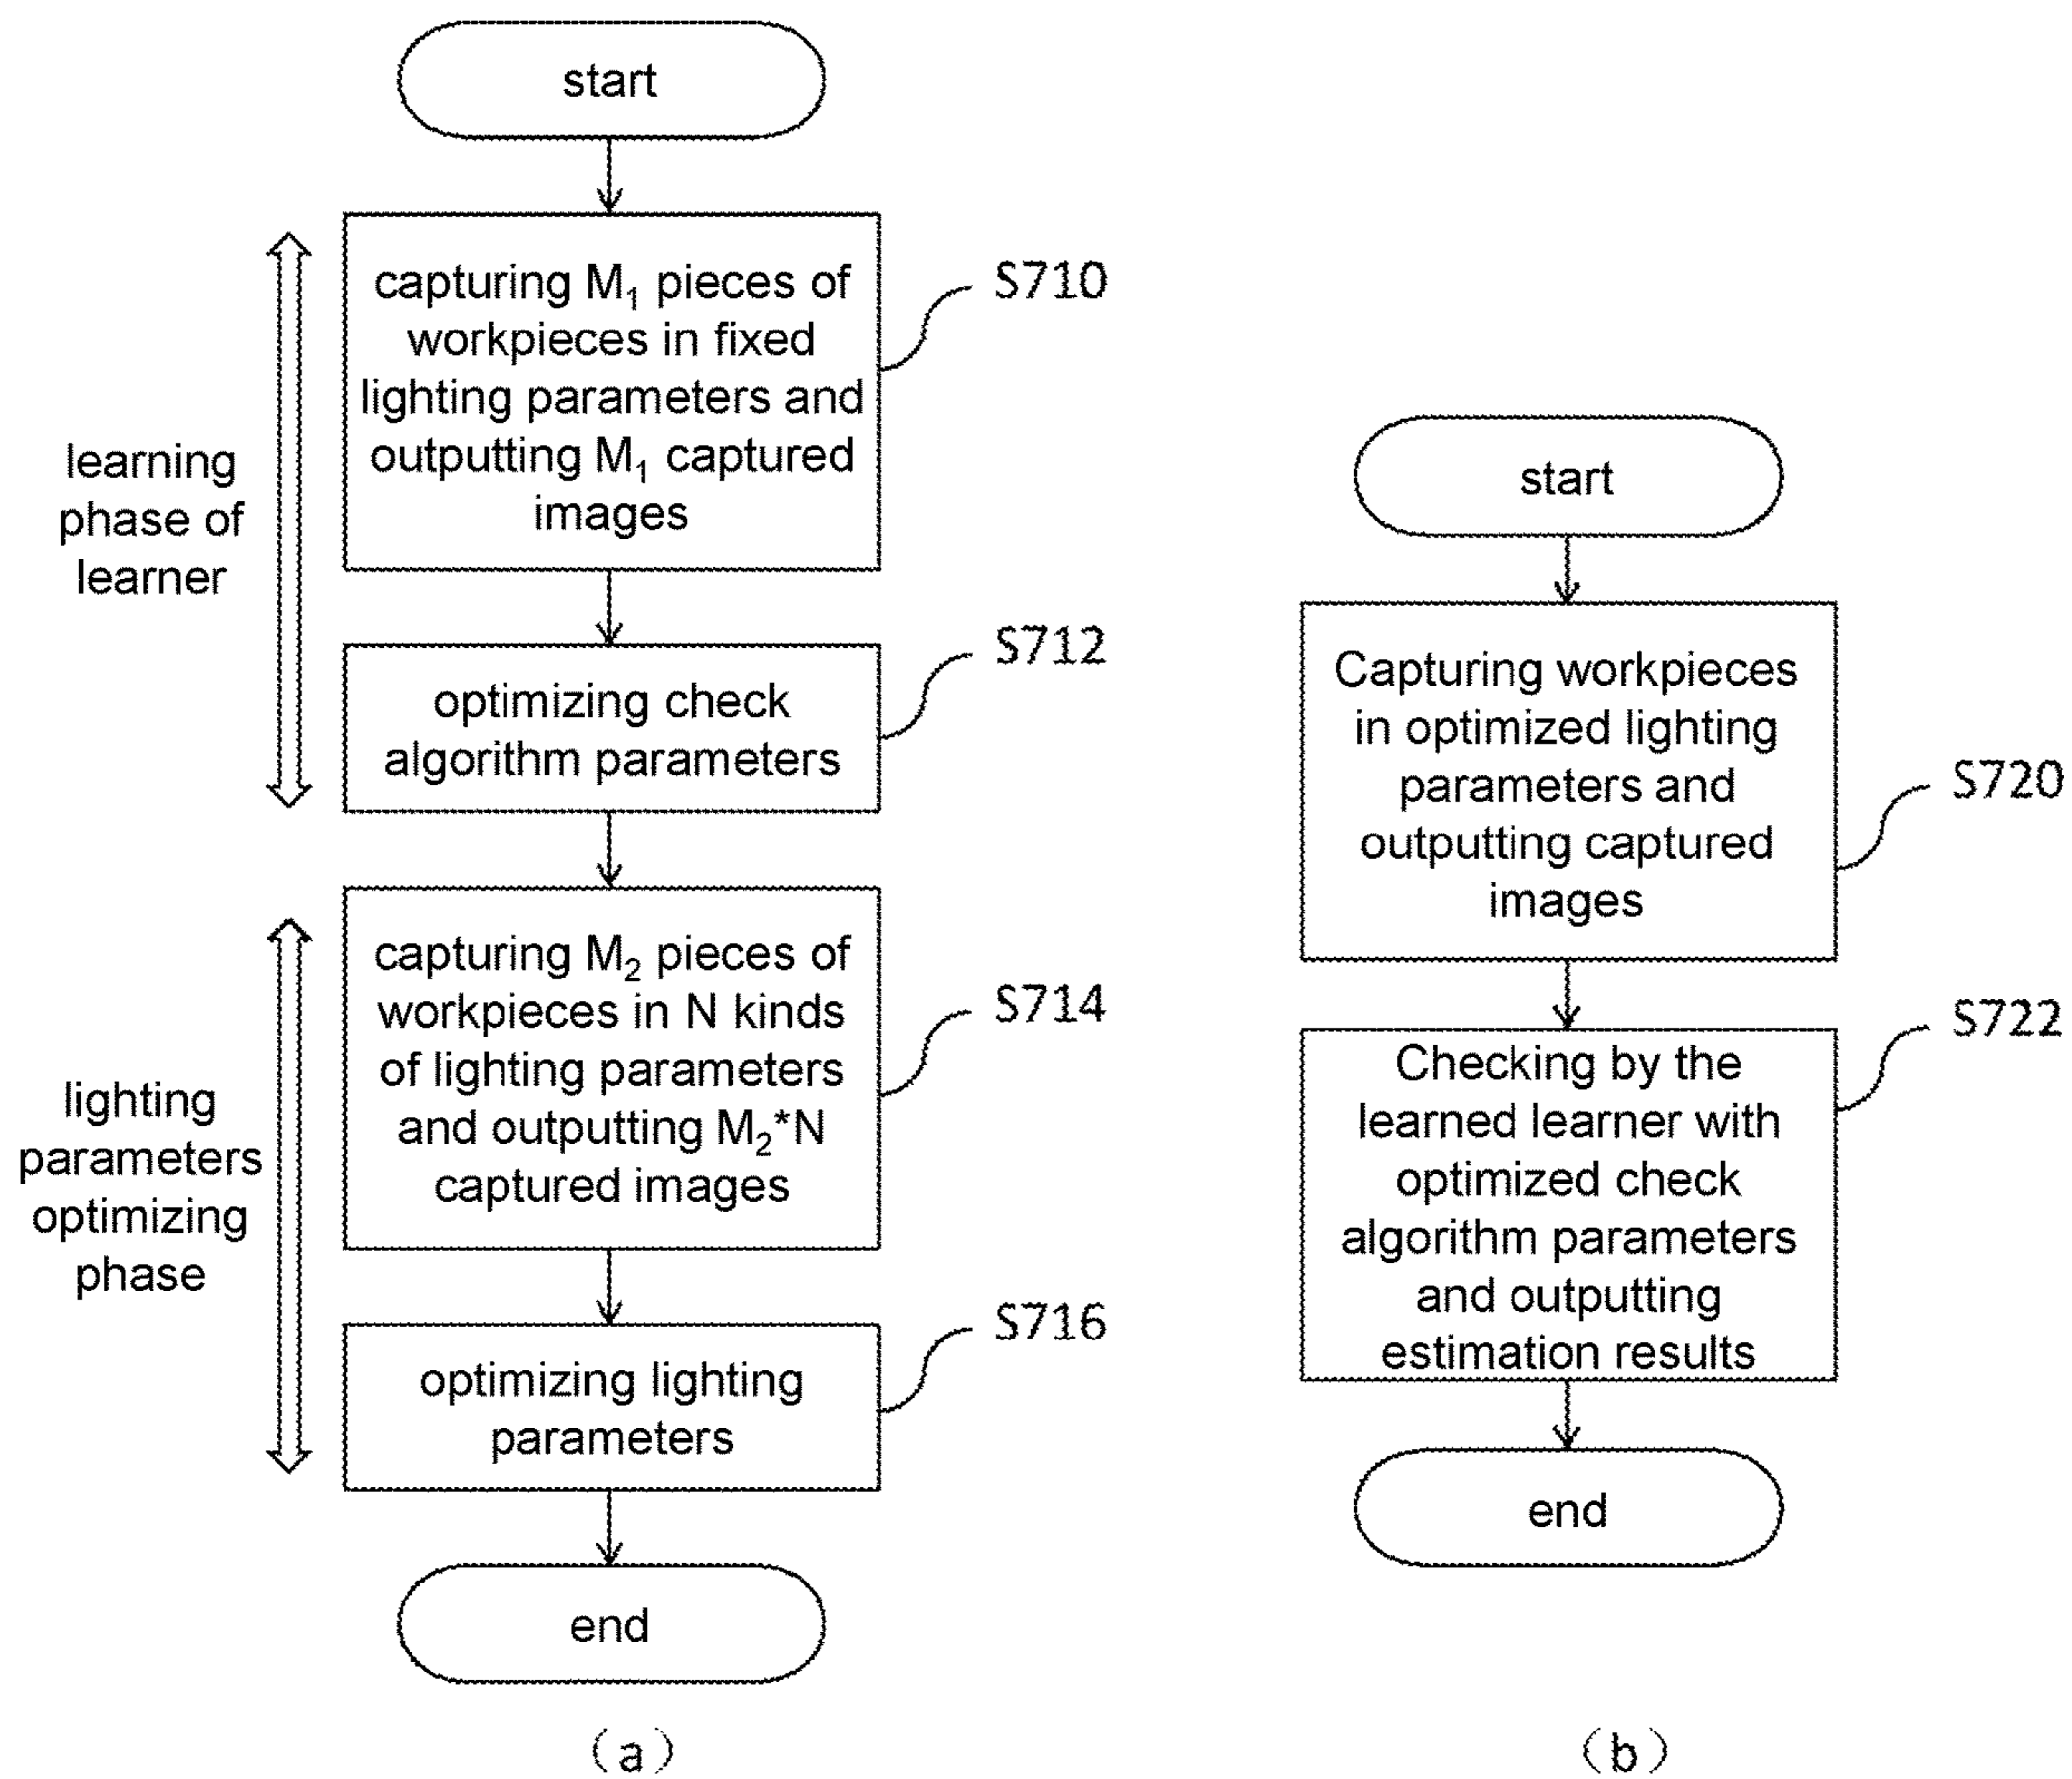 start
capturing M₁ pieces of
workpieces in fixed
lighting parameters and
outputting M₁ captured
images
S710
learning
phase of
learner
optimizing check
algorithm parameters
S712
capturing M₂ pieces of
workpieces in N kinds
of lighting parameters
and outputting M₂*N
captured images
S714
lighting
parameters
optimizing
phase
optimizing lighting
parameters
S716
end
(a)
start
Capturing workpieces
in optimized lighting
parameters and
outputting captured
images
S720
Checking by the
learned learner with
optimized check
algorithm parameters
and outputting
estimation results
S722
end
(b)